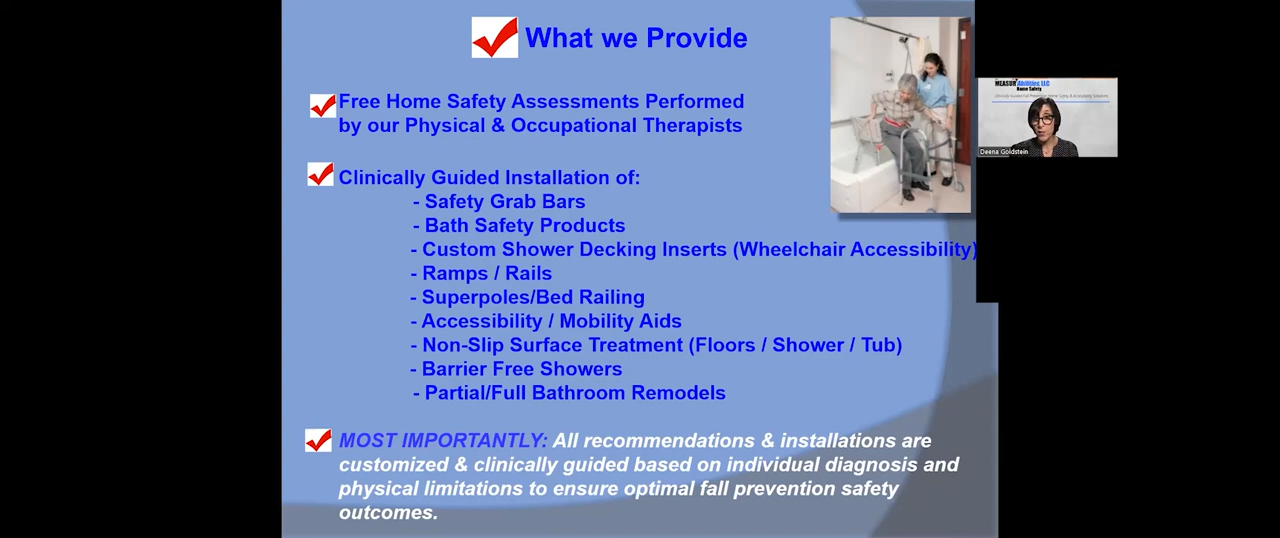 What we Provide
Free Home Safety Assessments Performed
by our Physical & Occupational Therapists
Clinically Guided Installation of:
- Safety Grab Bars
- Bath Safety Products
- Custom Shower Decking Inserts (Wheelchair Accessibility)
- Ramps / Rails
- Superpoles/Bed Railing
- Accessibility / Mobility Aids
- Non-Slip Surface Treatment (Floors / Shower / Tub)
- Barrier Free Showers
- Partial/Full Bathroom Remodels
MOST IMPORTANTLY: All recommendations & installations are
customized & clinically guided based on individual diagnosis and
physical limitations to ensure optimal fall prevention safety
outcomes.
MEASURAbilities, LLC
Home Safety
Deena Goldstein